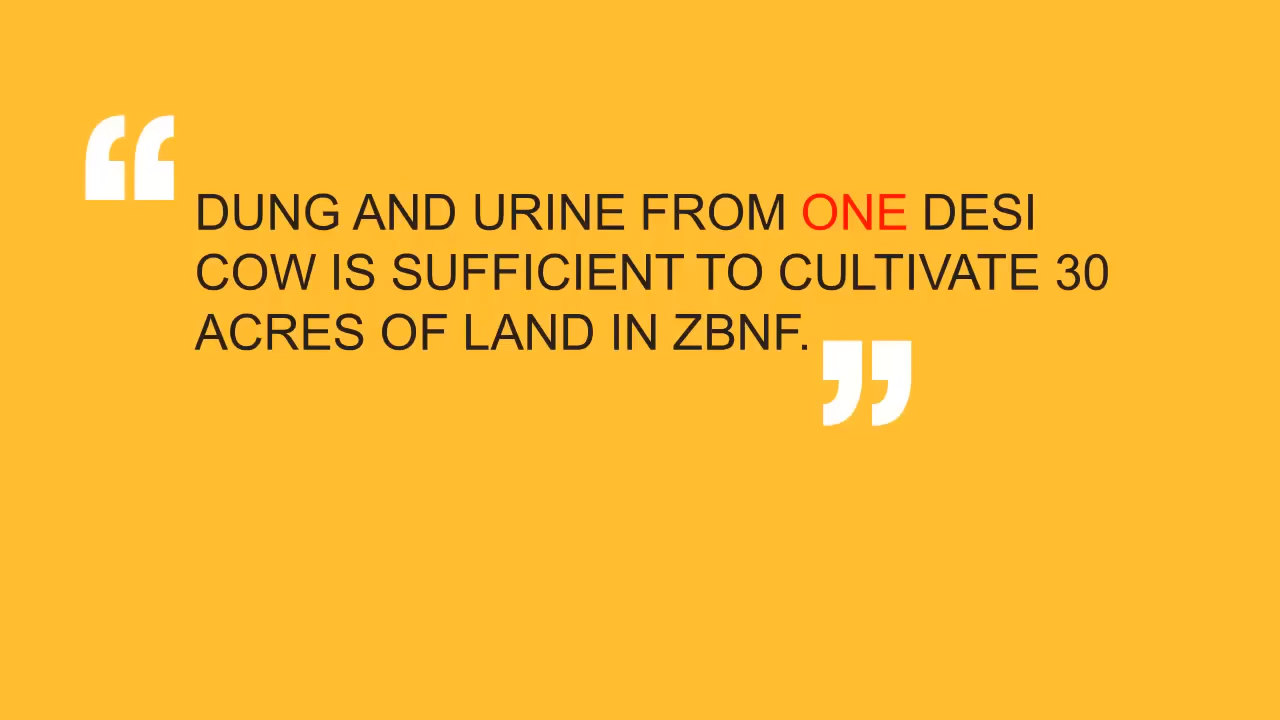 “
DUNG AND URINE FROM ONE DESI
COW IS SUFFICIENT TO CULTIVATE 30
ACRES OF LAND IN ZBNF.
”